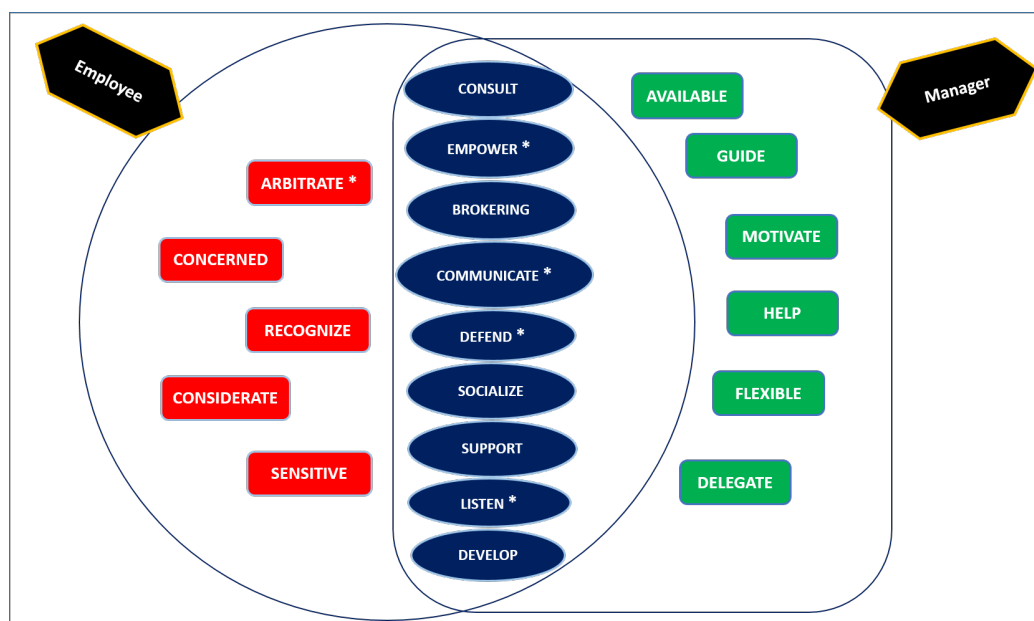 Employee
Manager
ARBITRATE *
CONCERNED
RECOGNIZE
CONSIDERATE
SENSITIVE
CONSULT
EMPOWER *
BROKERING
COMMUNICATE *
DEFEND *
SOCIALIZE
SUPPORT
LISTEN *
DEVELOP
AVAILABLE
GUIDE
MOTIVATE
HELP
FLEXIBLE
DELEGATE